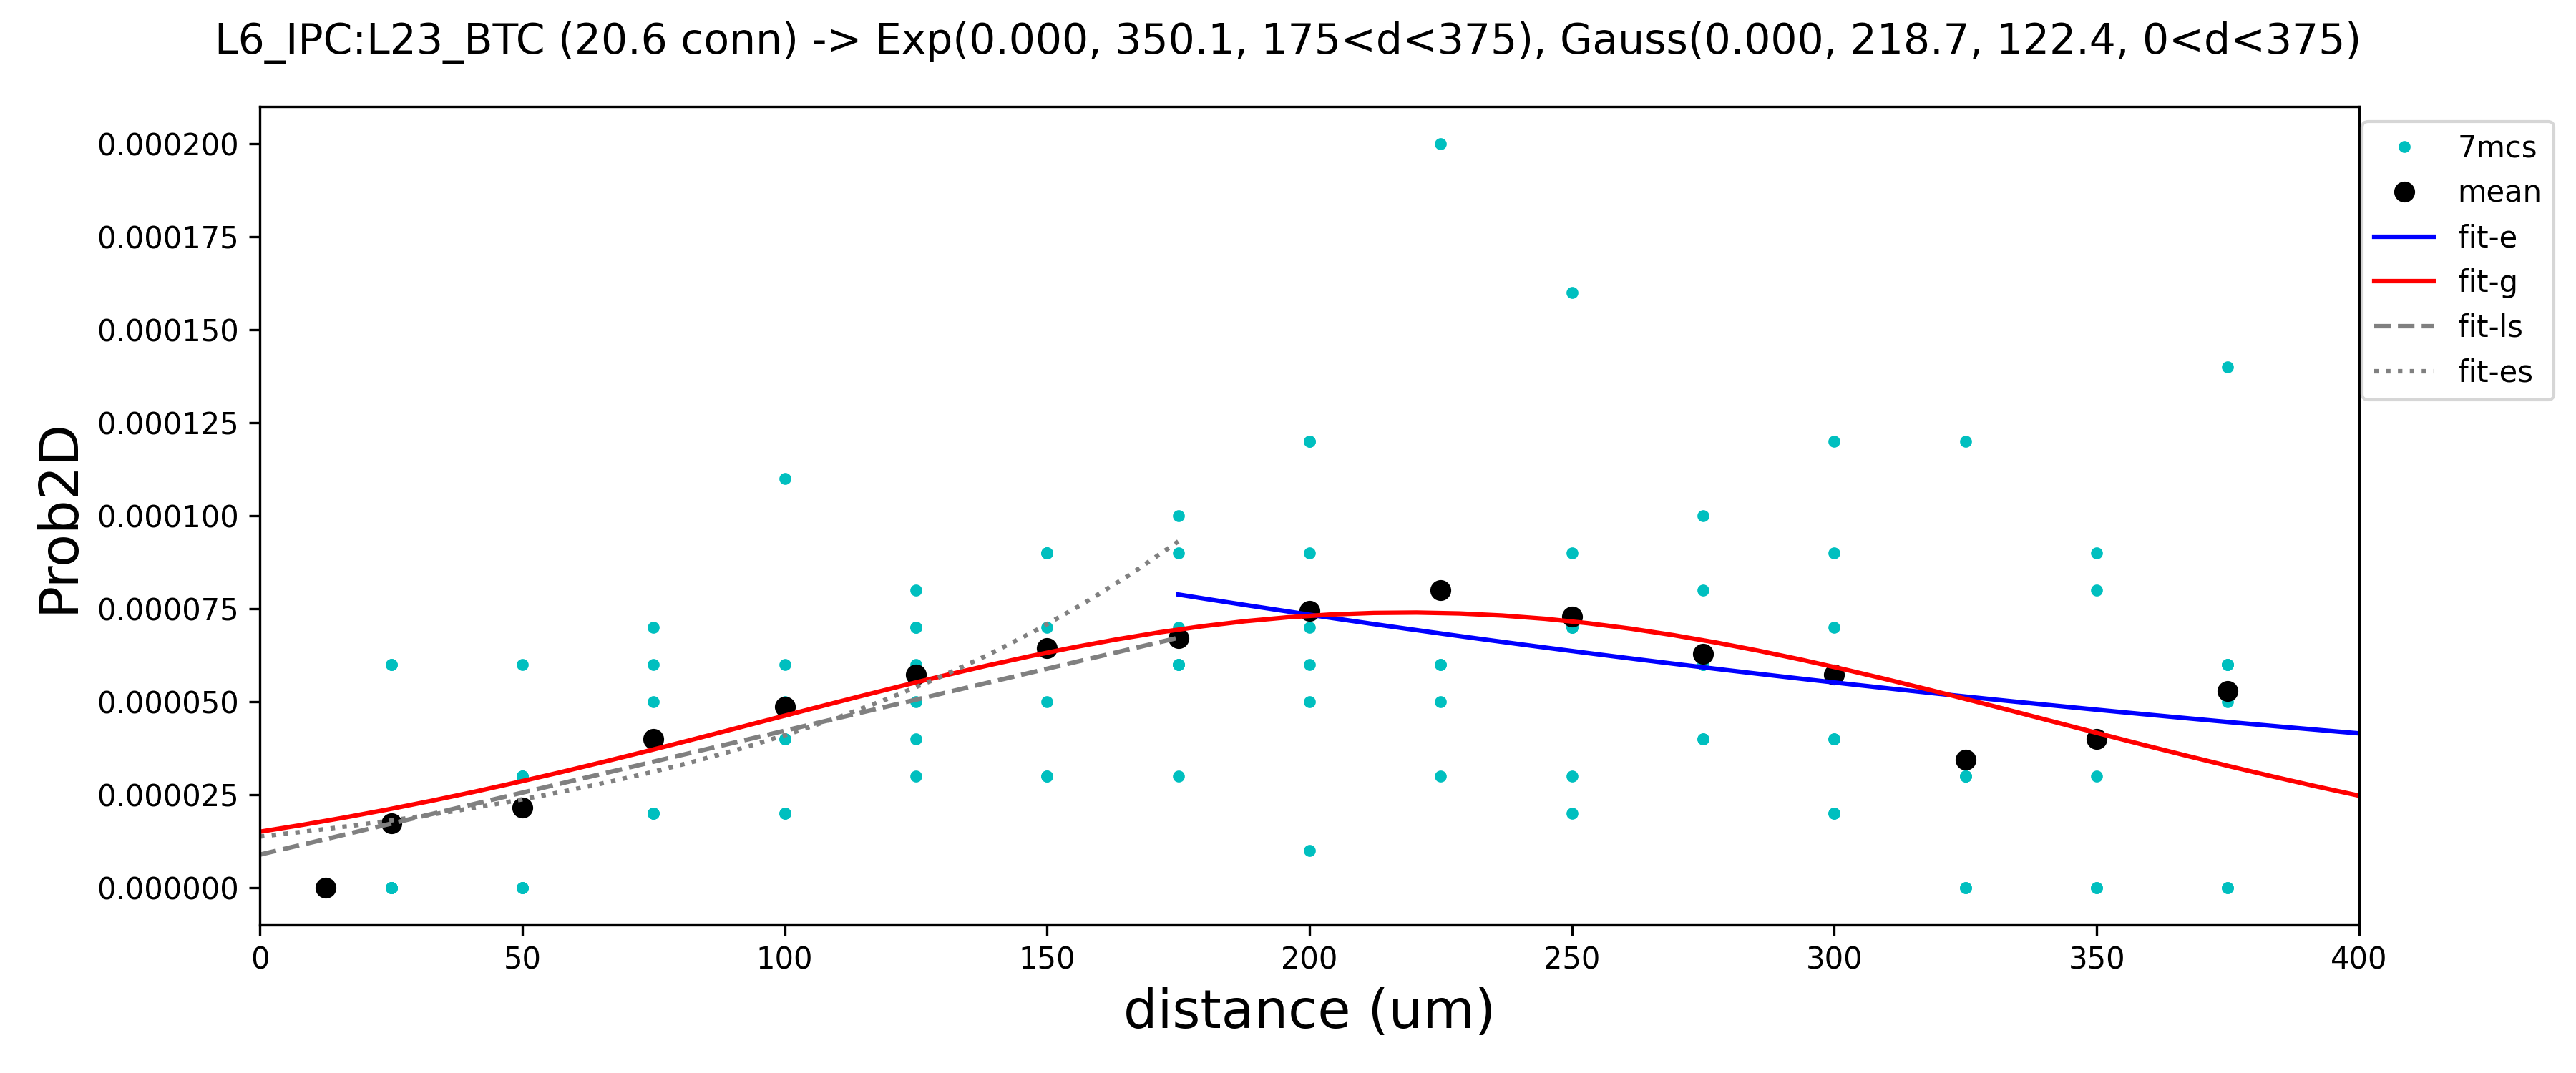 L6_IPC:L23_BTC (20.6 conn) -> Exp(0.000, 350.1, 175<d<375), Gauss(0.000, 218.7, 122.4, 0<d<375)
0.000200
0.000175
0.000150
0.000125
0.000100
0.000075
0.000050
0.000025
0.000000
Prob2D
0 50 100 150 200 250 300 350 400
distance (um)
7mcs
mean
fit-e
fit-g
fit-ls
fit-es